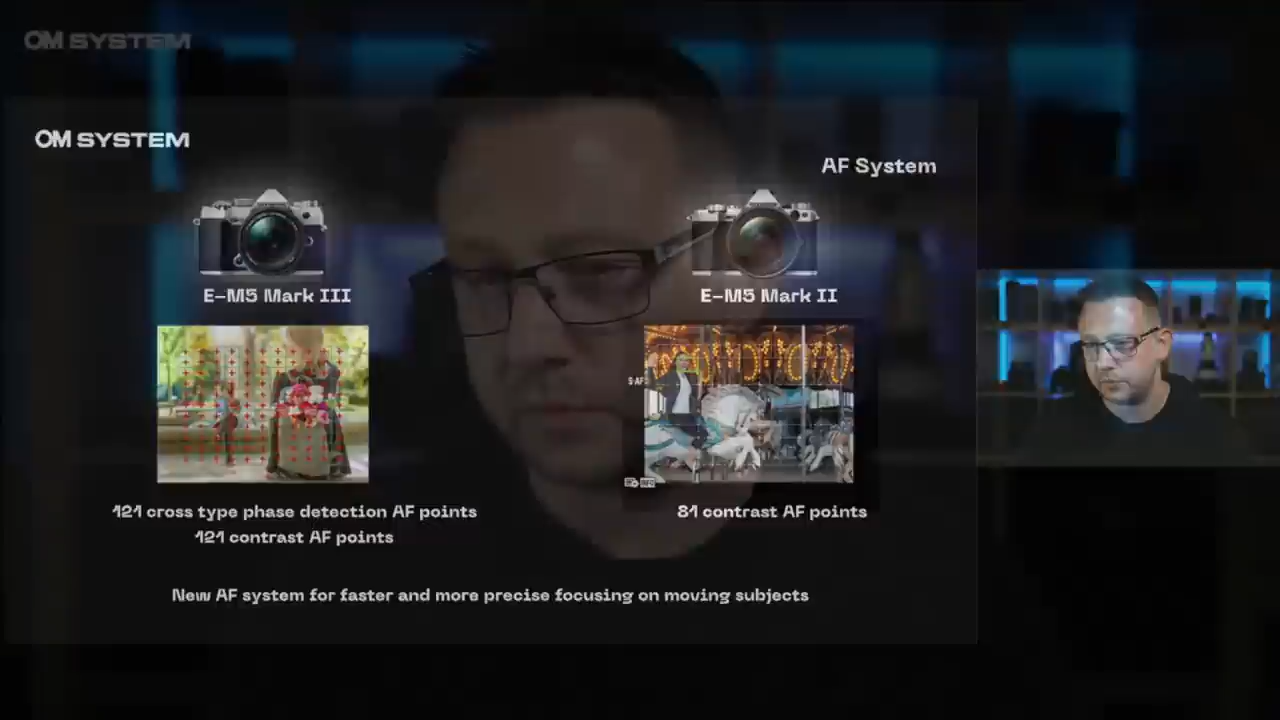 OM SYSTEM
OM SYSTEM
AF System
E-M5 Mark III
E-M5 Mark II
S-AF
121 cross type phase detection AF points
121 contrast AF points
81 contrast AF points
New AF system for faster and more precise focusing on moving subjects